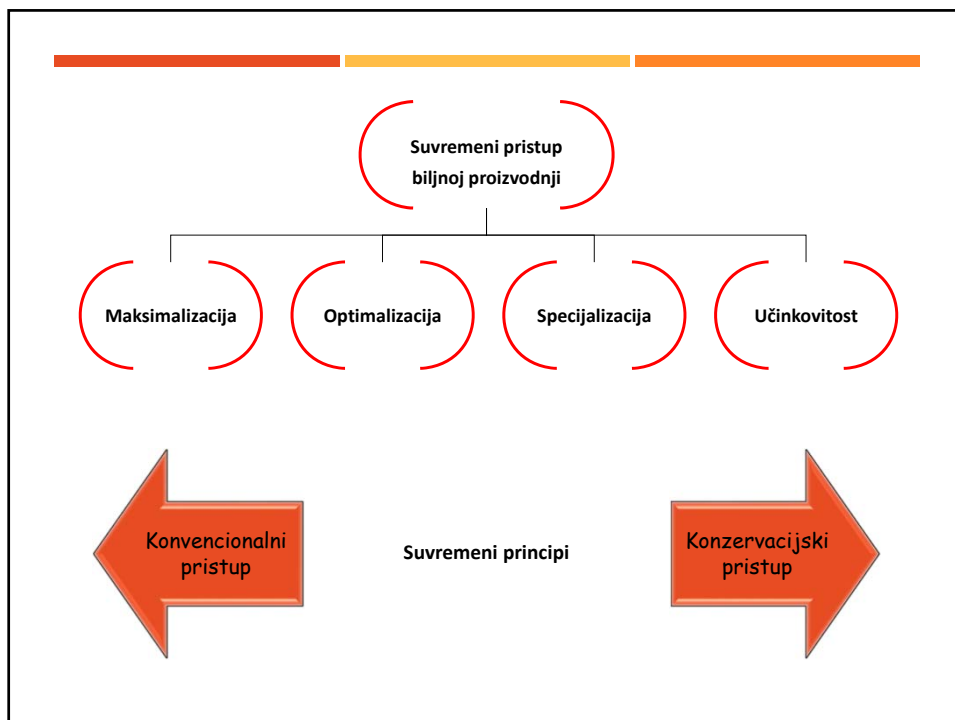 Suvremeni pristup
biljnoj proizvodnji
Maksimalizacija
Optimalizacija
Specijalizacija
Učinkovitost
Konvencionalni
pristup
Suvremeni principi
Konzervacijski
pristup